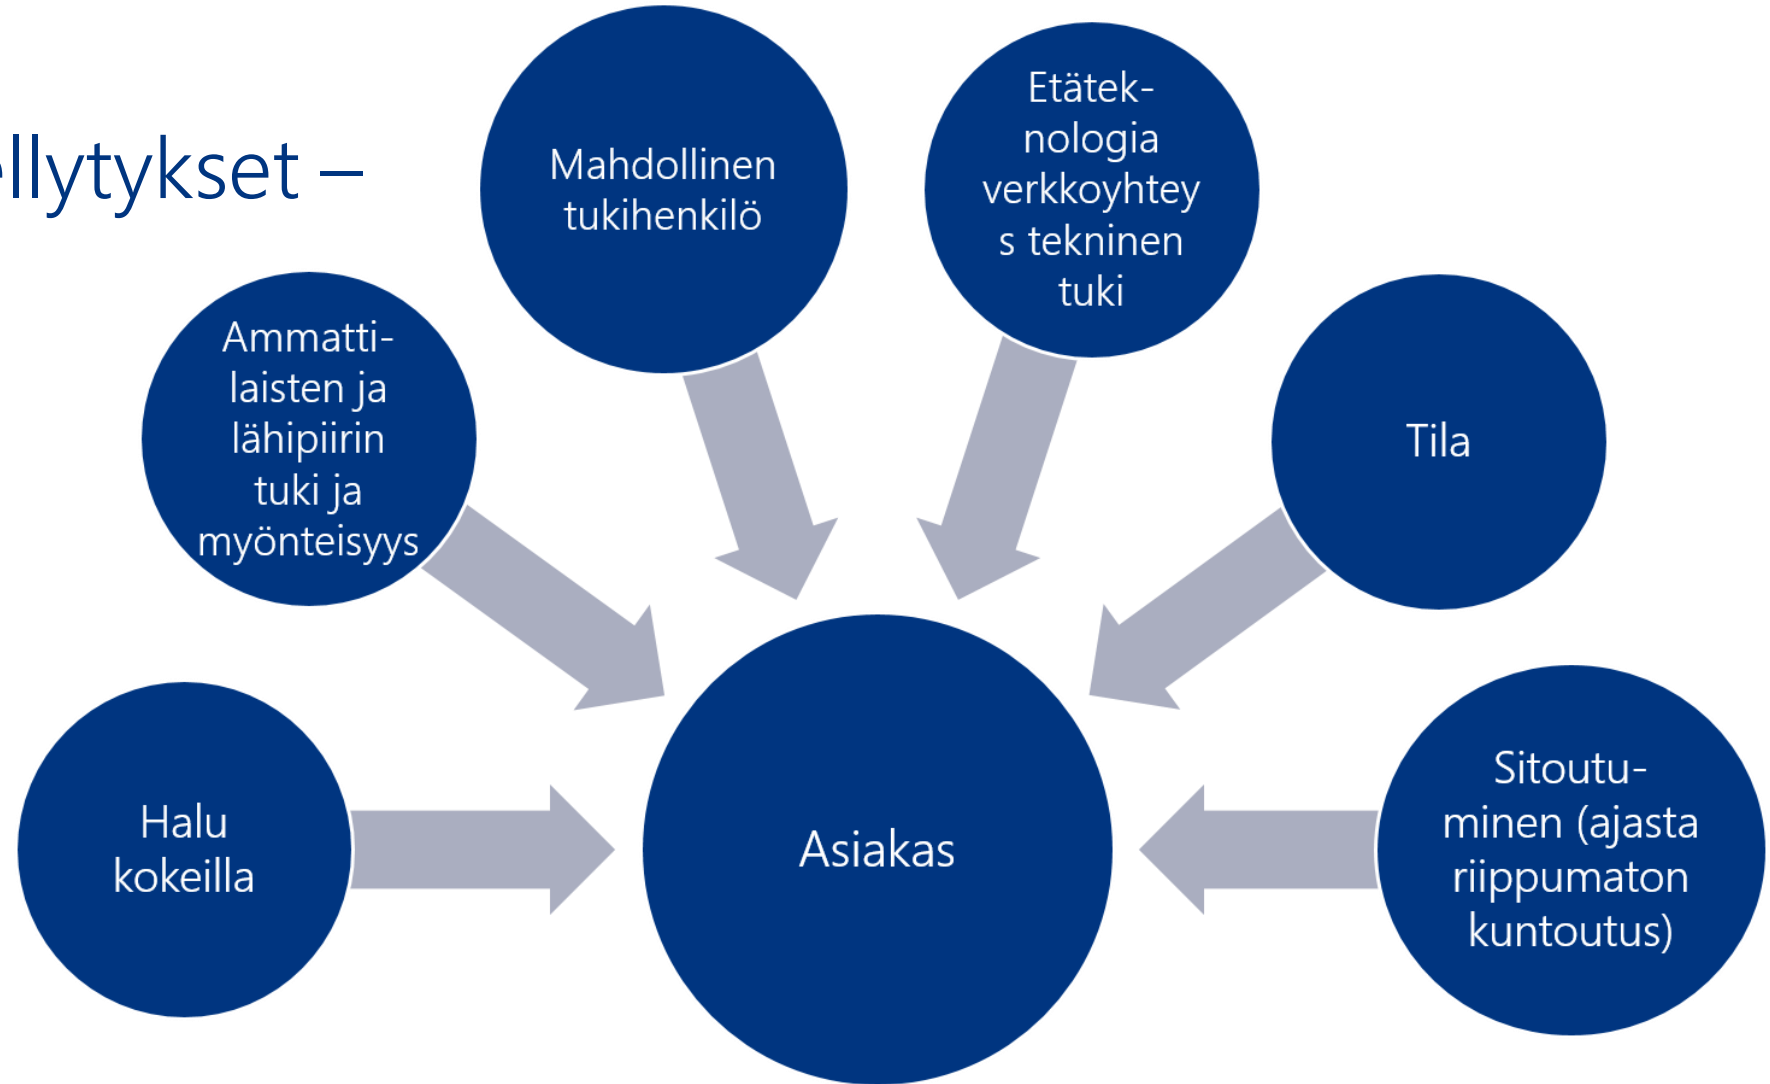 ellytykset –
Mahdollinen
tukihenkilö
Etätek-
nologia
verkkoyhtey
s tekninen
tuki
Ammatti-
laisten ja
lähipiirin
tuki ja
myönteisyys
Tila
Halu
kokeilla
Asiakas
Sitoutu-
minen (ajasta
riippumaton
kuntoutus)